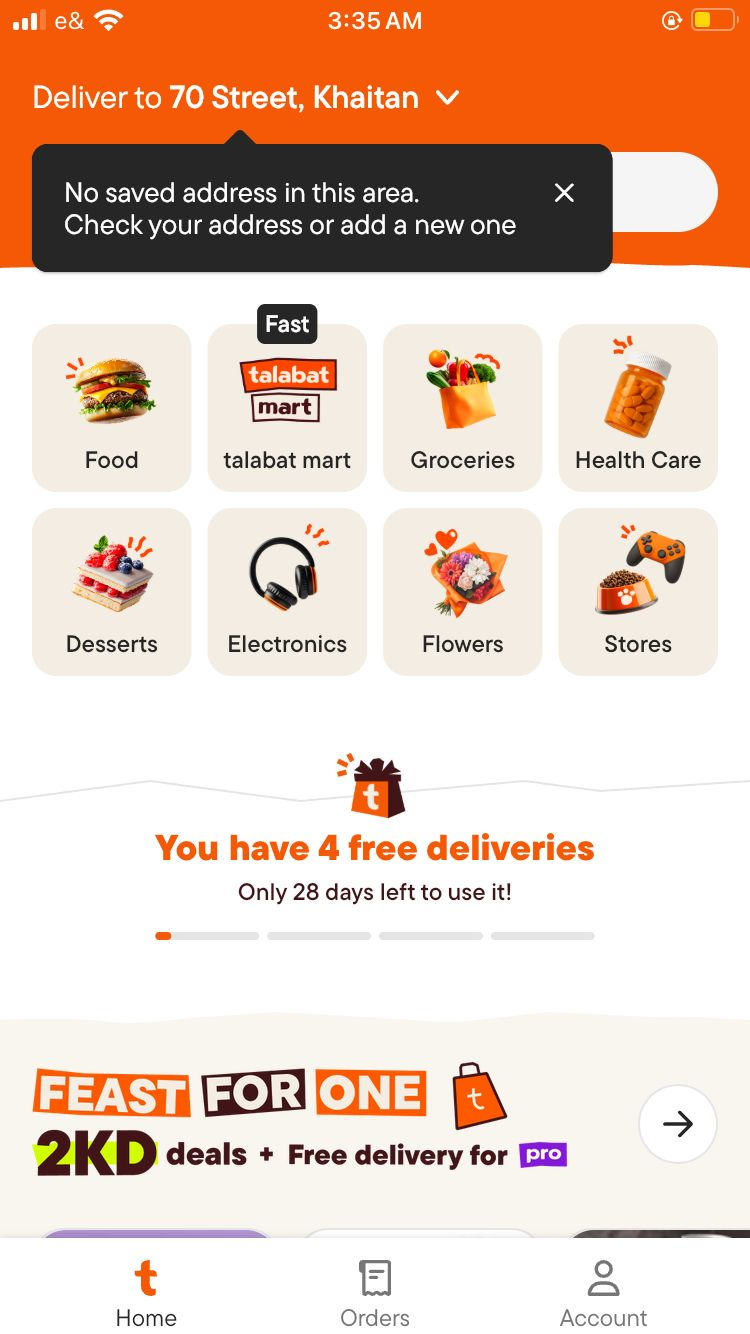 e&
3:35 AM
Deliver to 70 Street, Khaitan
No saved address in this area.
Check your address or add a new one
Fast
talabat
mart
Food
talabat mart
Groceries
Health Care
Desserts
Electronics
Flowers
Stores
t
You have 4 free deliveries
Only 28 days left to use it!
FEAST FOR ONE
t
2KD deals + Free delivery for pro
t
Home
Orders
Account